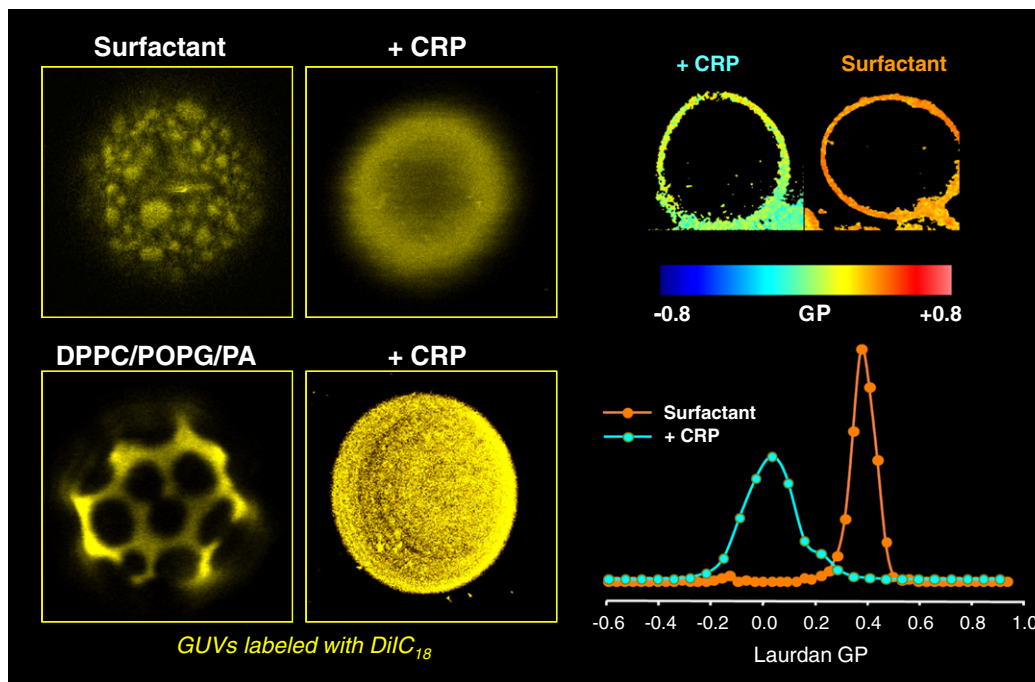 Surfactant
+ CRP
DPPC/POPG/PA
+ CRP
GUVs labeled with DiIC18
+ CRP
Surfactant
-0.8
GP
+0.8
Surfactant
+ CRP
-0.6 -0.4 -0.2 0.0 0.2 0.4 0.6 0.8 1.0
Laurdan GP